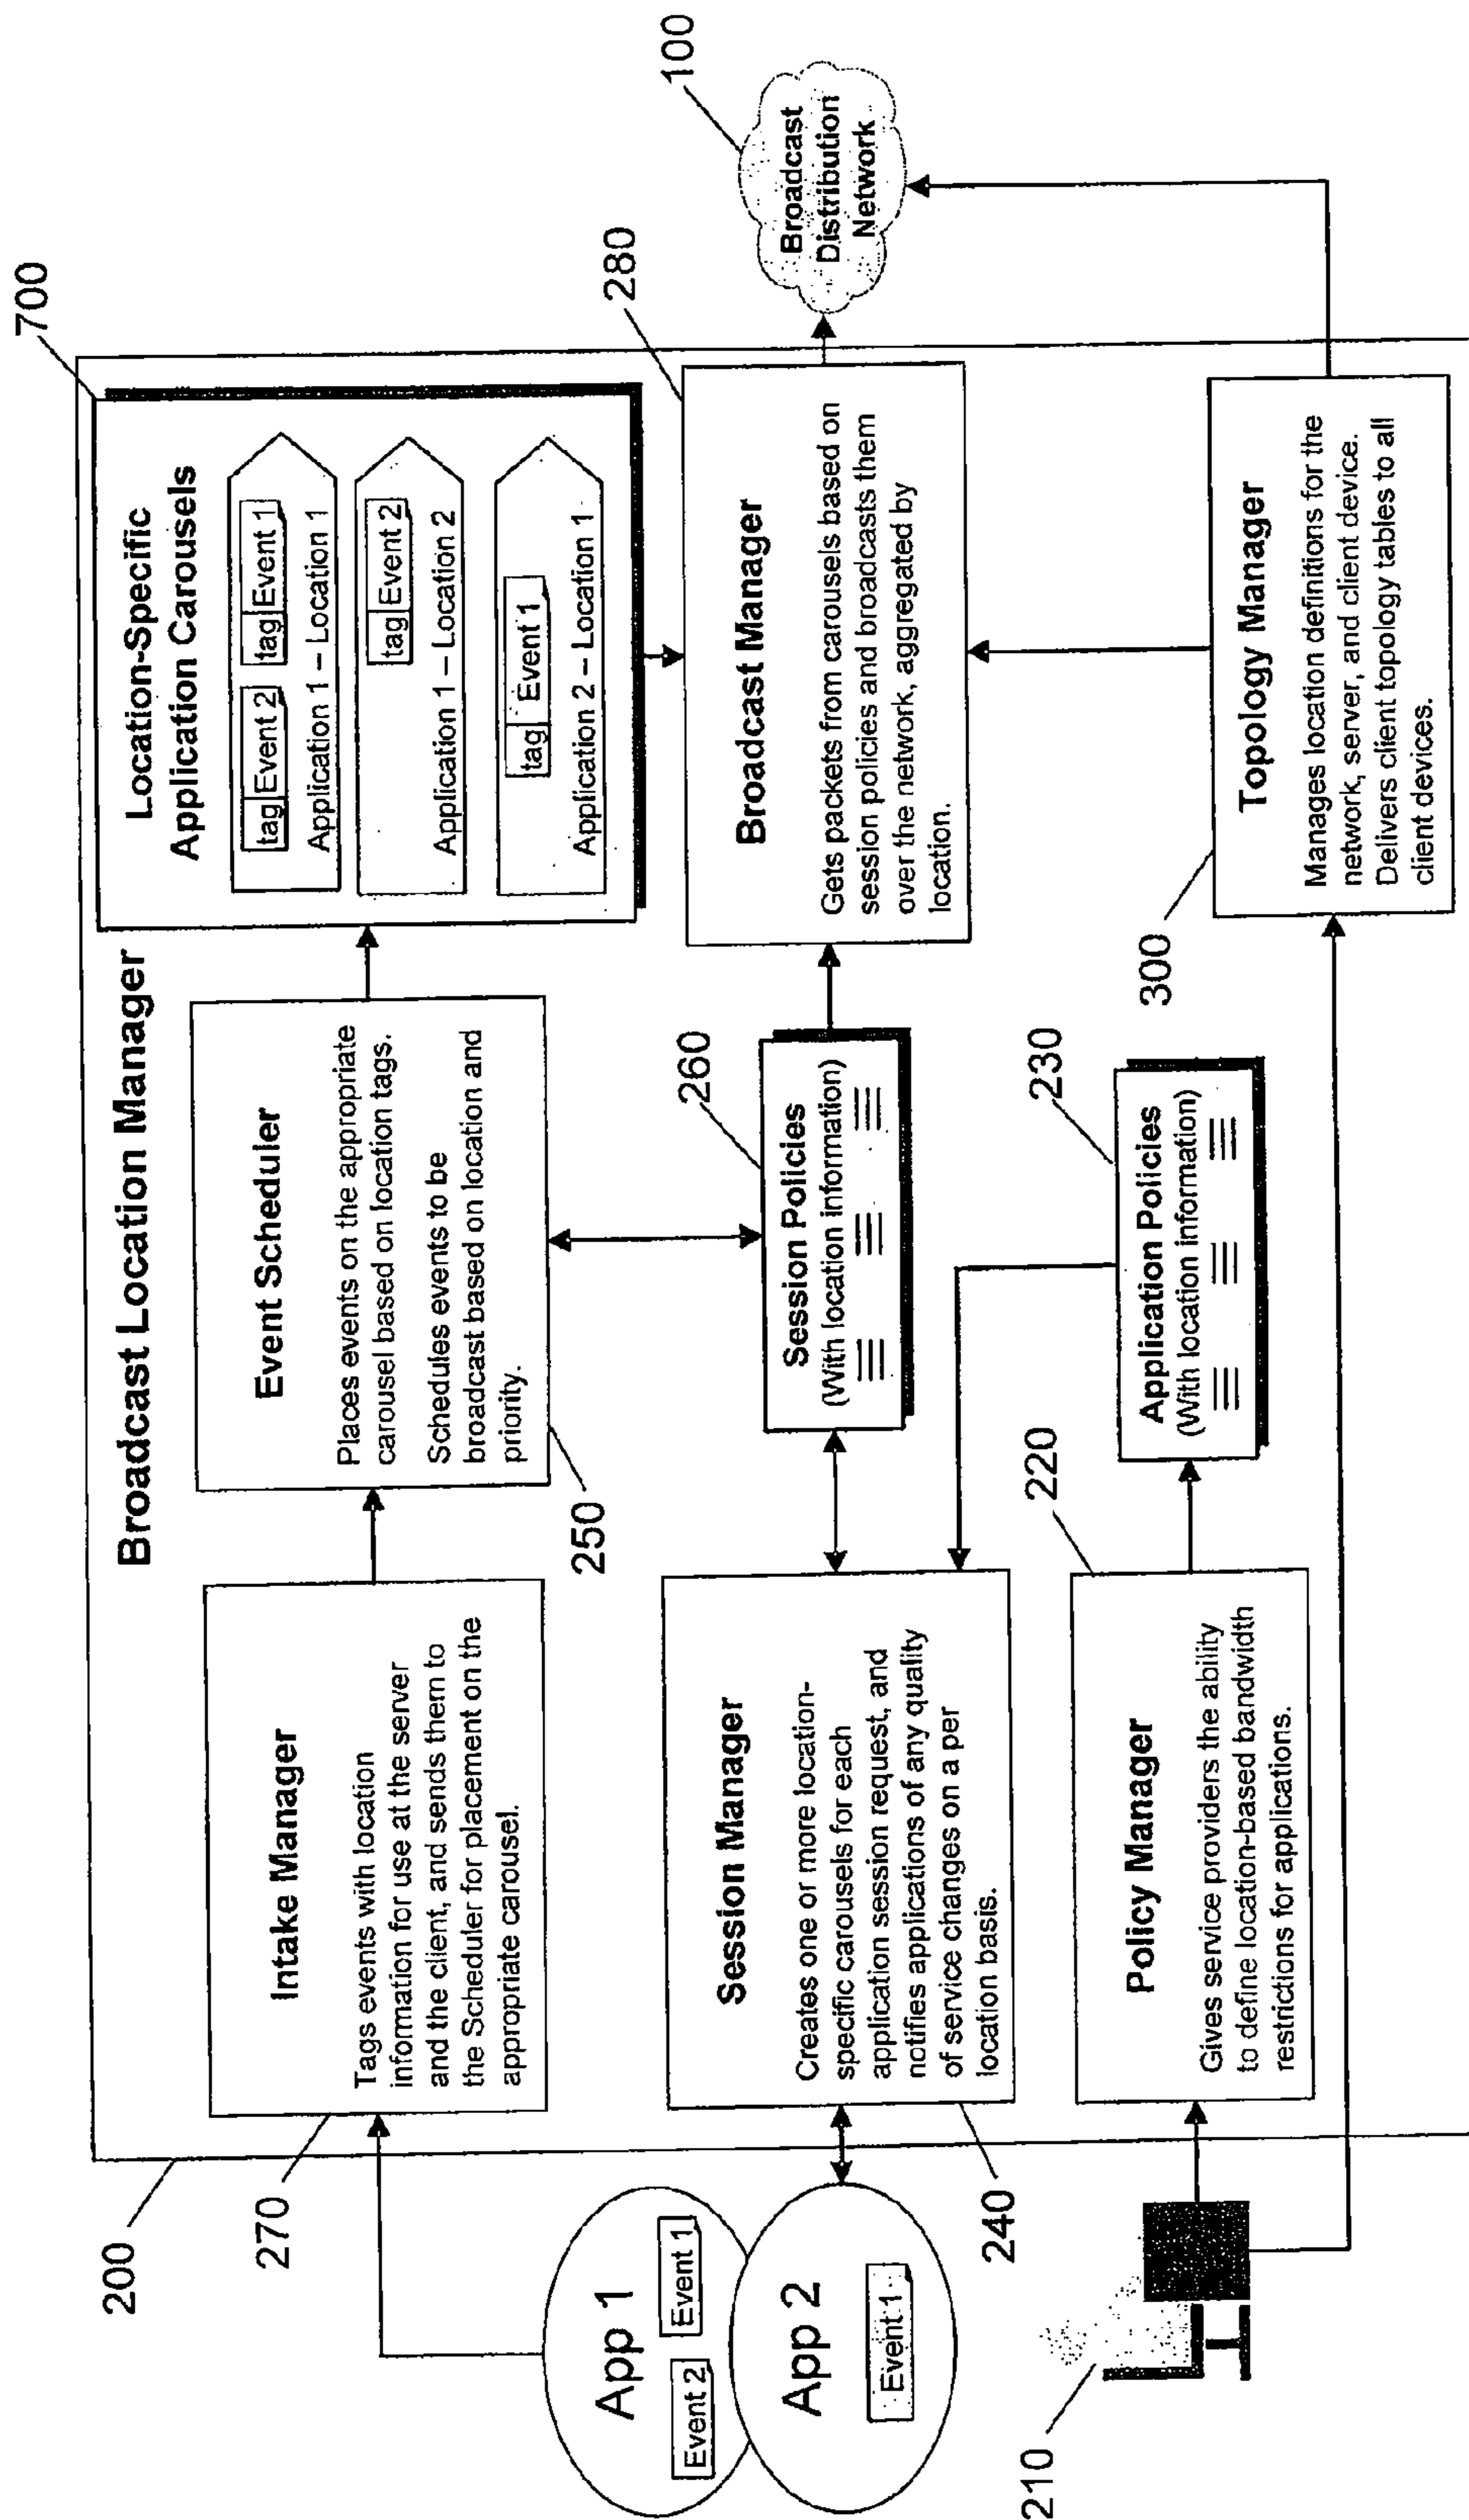 Broadcast Location Manager
200
270
Intake Manager
Tags events with location
information for use at the server
and the client, and sends them to
the Scheduler for placement on the
appropriate carousel.
Event Scheduler
Places events on the appropriate
carousel based on location tags.
Schedules events to be
broadcast based on location and
priority.
250
700
Location-Specific
Application Carousels
tag Event 2
tag Event 1
Application 1 – Location 1
tag Event 2
Application 1 – Location 2
tag Event 1
Application 2 – Location 1
App 1
Event 2
Event 1
App 2
Event 1
240
Session Manager
Creates one or more location-
specific carousels for each
application session request, and
notifies applications of any quality
of service changes on a per
location basis.
260
Session Policies
(With location information)
280
Broadcast Manager
Gets packets from carousels based on
session policies and broadcasts them
over the network, aggregated by
location.
100
Broadcast
Distribution
Network
210
220
Policy Manager
Gives service providers the ability
to define location-based bandwidth
restrictions for applications.
230
Application Policies
(With location information)
300
Topology Manager
Manages location definitions for the
network, server, and client device.
Delivers client topology tables to all
client devices.